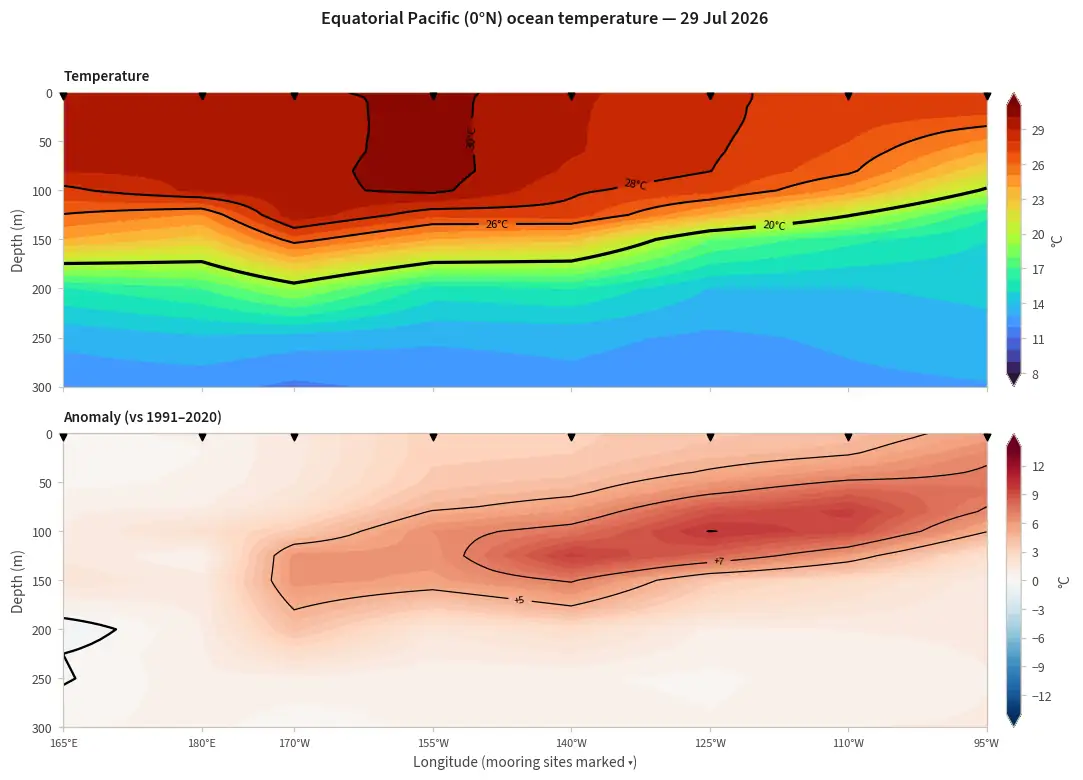 Equatorial Pacific (0°N) ocean temperature — 29 Jul 2026
Temperature
0
50
100
150
200
250
300
Depth (m)
30°C
28°C
26°C
20°C
29
26
23
20
17
14
11
8
°C
Anomaly (vs 1991–2020)
0
50
100
150
200
250
300
Depth (m)
+7
+5
12
9
6
3
0
−3
−6
−9
−12
°C
165°E
180°E
170°W
155°W
140°W
125°W
110°W
95°W
Longitude (mooring sites marked ▾)